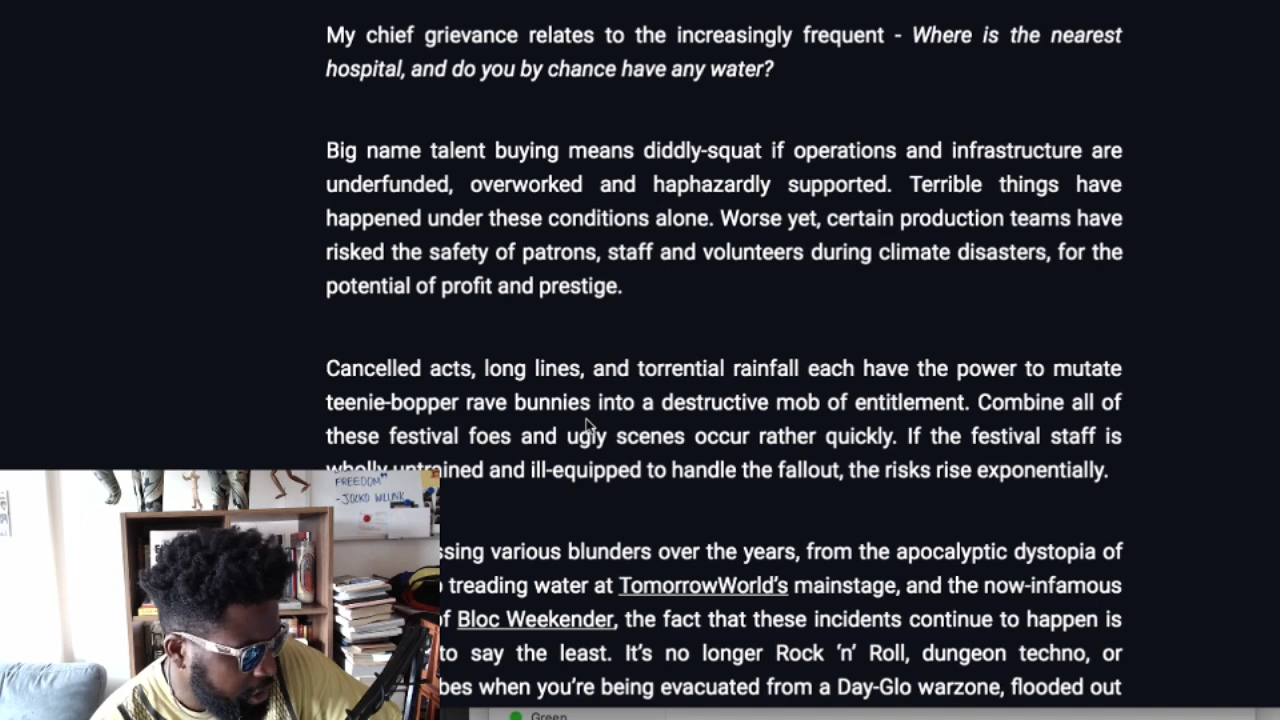 My chief grievance relates to the increasingly frequent - Where is the nearest
hospital, and do you by chance have any water?
Big name talent buying means diddly-squat if operations and infrastructure are
underfunded, overworked and haphazardly supported. Terrible things have
happened under these conditions alone. Worse yet, certain production teams have
risked the safety of patrons, staff and volunteers during climate disasters, for the
potential of profit and prestige.
Cancelled acts, long lines, and torrential rainfall each have the power to mutate
teenie-bopper rave bunnies into a destructive mob of entitlement. Combine all of
these festival foes and ugly scenes occur rather quickly. If the festival staff is
wholly untrained and ill-equipped to handle the fallout, the risks rise exponentially.
various blunders over the years, from the apocalyptic dystopia of
treading water at TomorrowWorld’s mainstage, and the now-infamous
Bloc Weekender, the fact that these incidents continue to happen is
to say the least. It’s no longer Rock ‘n’ Roll, dungeon techno, or
when you’re being evacuated from a Day-Glo warzone, flooded out
FREEDOM"
-JOCKO WILLINK
Green